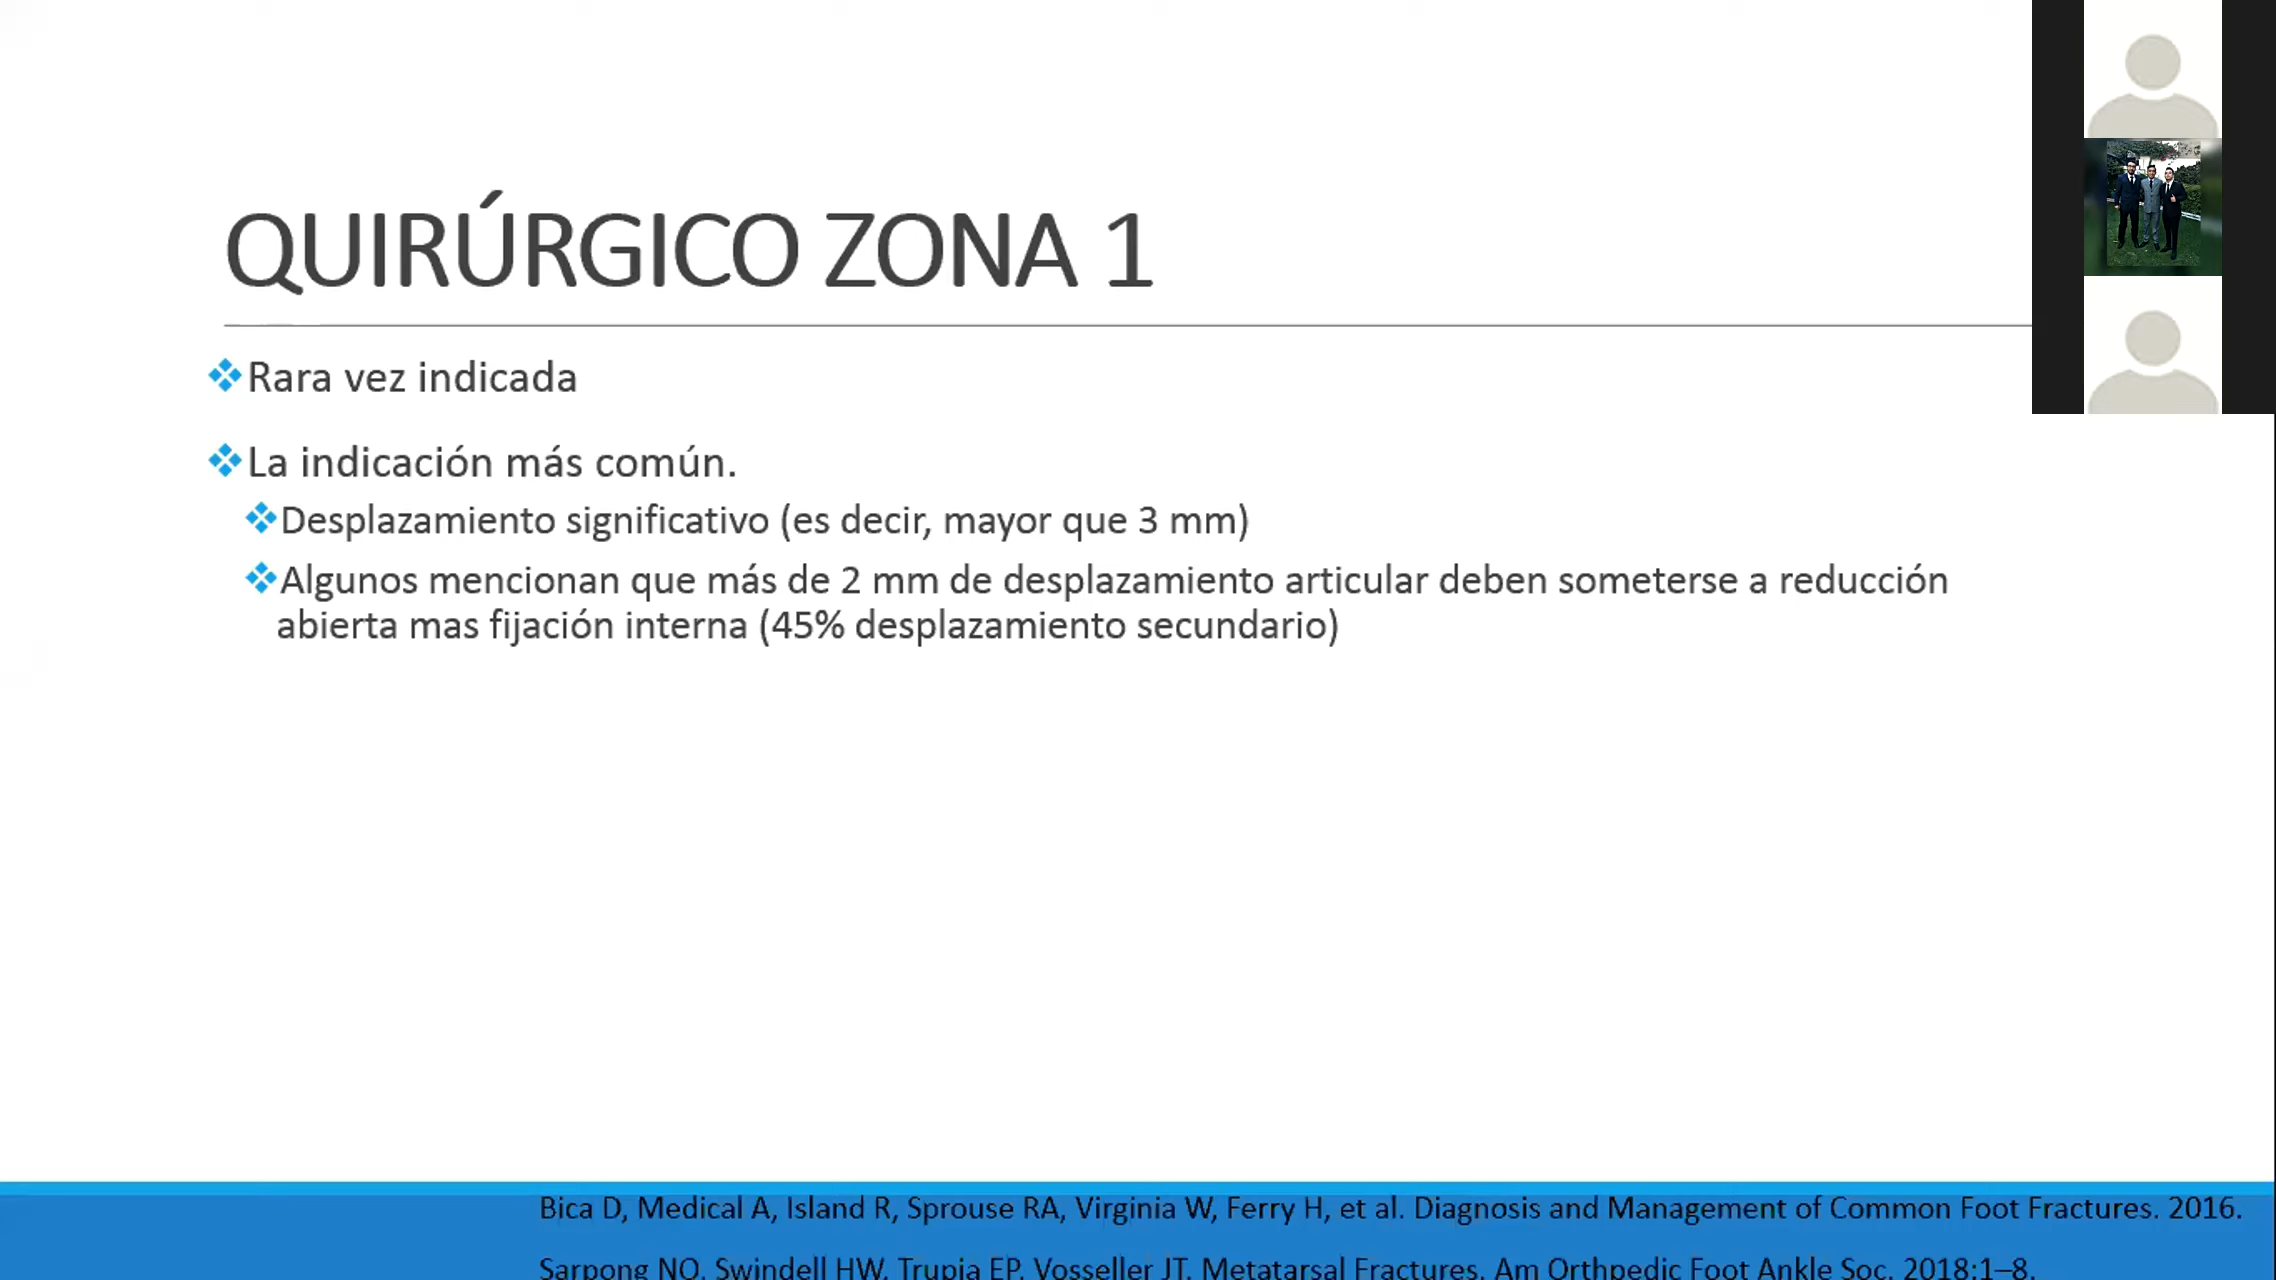 QUIRÚRGICO ZONA 1
Rara vez indicada
La indicación más común.
Desplazamiento significativo (es decir, mayor que 3 mm)
Algunos mencionan que más de 2 mm de desplazamiento articular deben someterse a reducción
abierta mas fijación interna (45% desplazamiento secundario)
Bica D, Medical A, Island R, Sprouse RA, Virginia W, Ferry H, et al. Diagnosis and Management of Common Foot Fractures. 2016.
Sarpong NO, Swindell HW, Trupia EP, Vosseller JT. Metatarsal Fractures. Am Orthpedic Foot Ankle Soc. 2018:1–8.